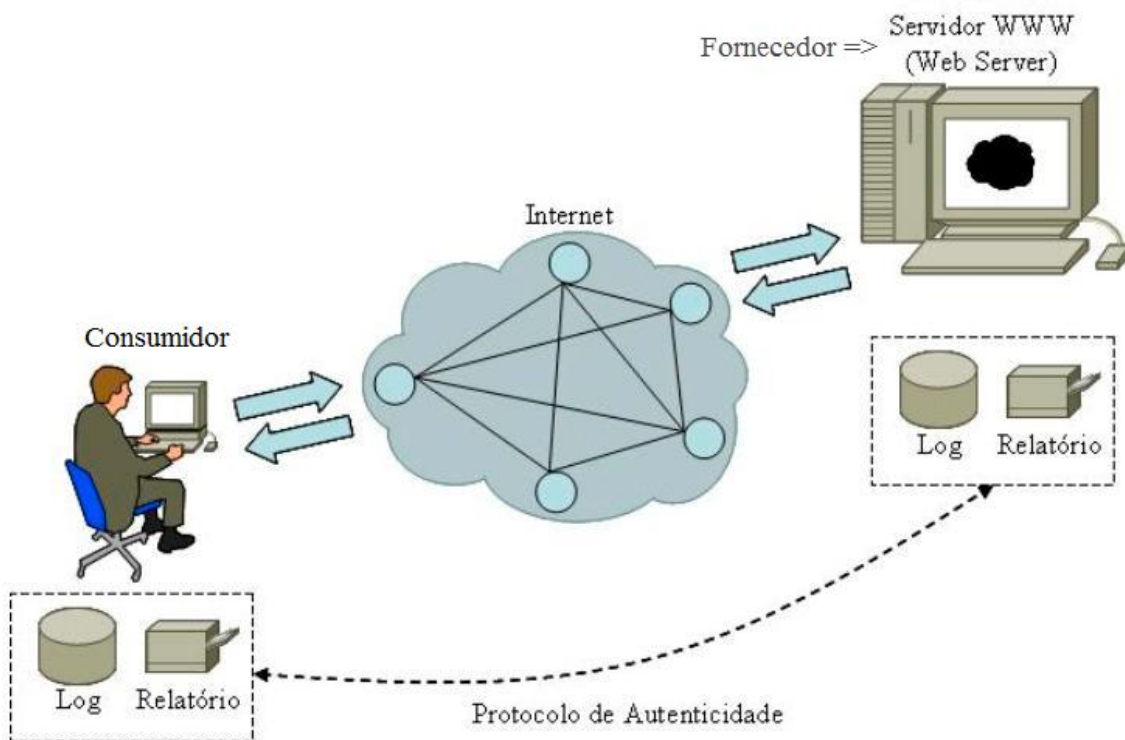 Servidor WWW
Fornecedor =>
(Web Server)
Internet
Consumidor
Log Relatório
Log Relatório
Protocolo de Autenticidade